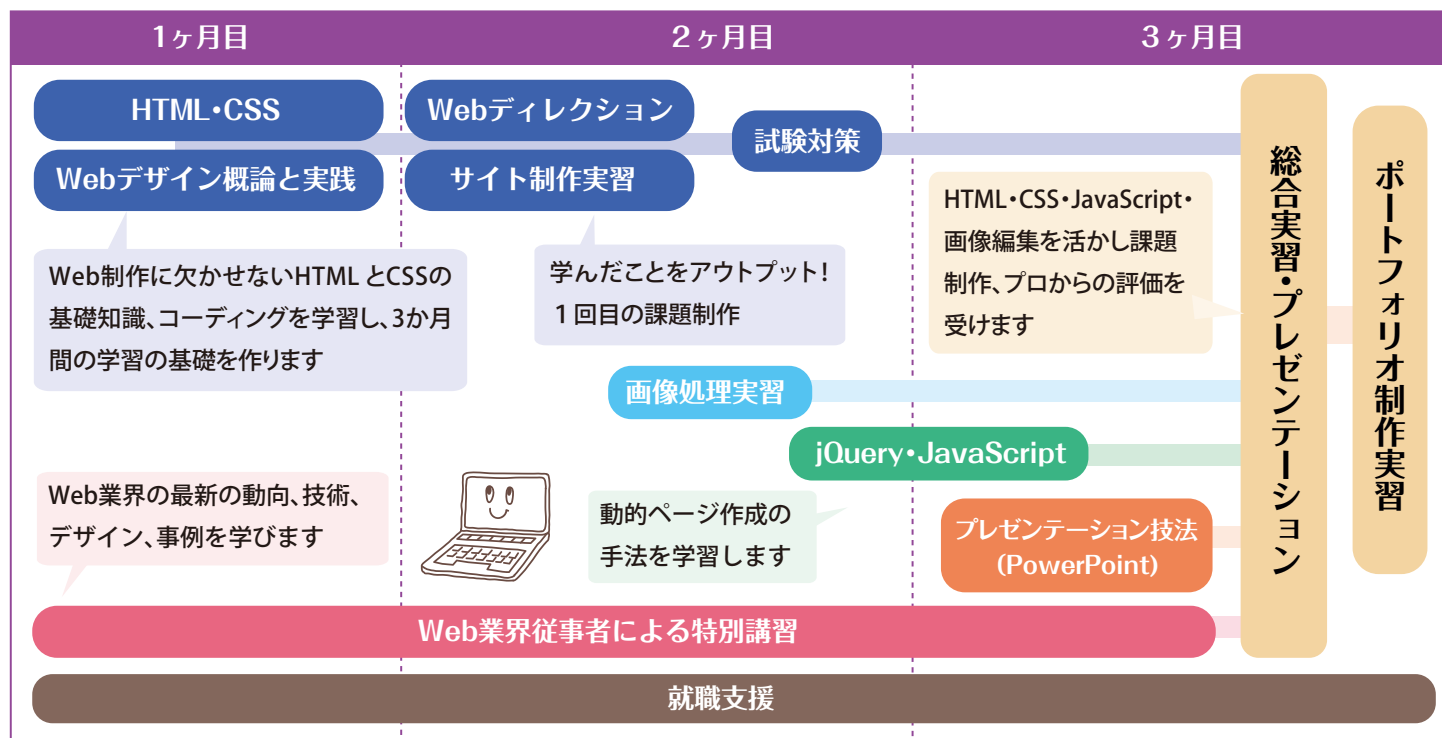 1ヶ月目
2ヶ月目
3ヶ月目
HTML・CSS
Webデザイン概論と実践
Webディレクション
サイト制作実習
試験対策
Web制作に欠かせないHTMLとCSSの
基礎知識、コーディングを学習し、3か月
間の学習の基礎を作ります
学んだことをアウトプット!
1回目の課題制作
HTML・CSS・JavaScript・
画像編集を活かし課題
制作、プロからの評価を
受けます
画像処理実習
jQuery・JavaScript
Web業界の最新の動向、技術、
デザイン、事例を学びます
動的ページ作成の
手法を学習します
プレゼンテーション技法
(PowerPoint)
総合実習・プレゼンテーション
ポートフォリオ制作実習
Web業界従事者による特別講習
就職支援